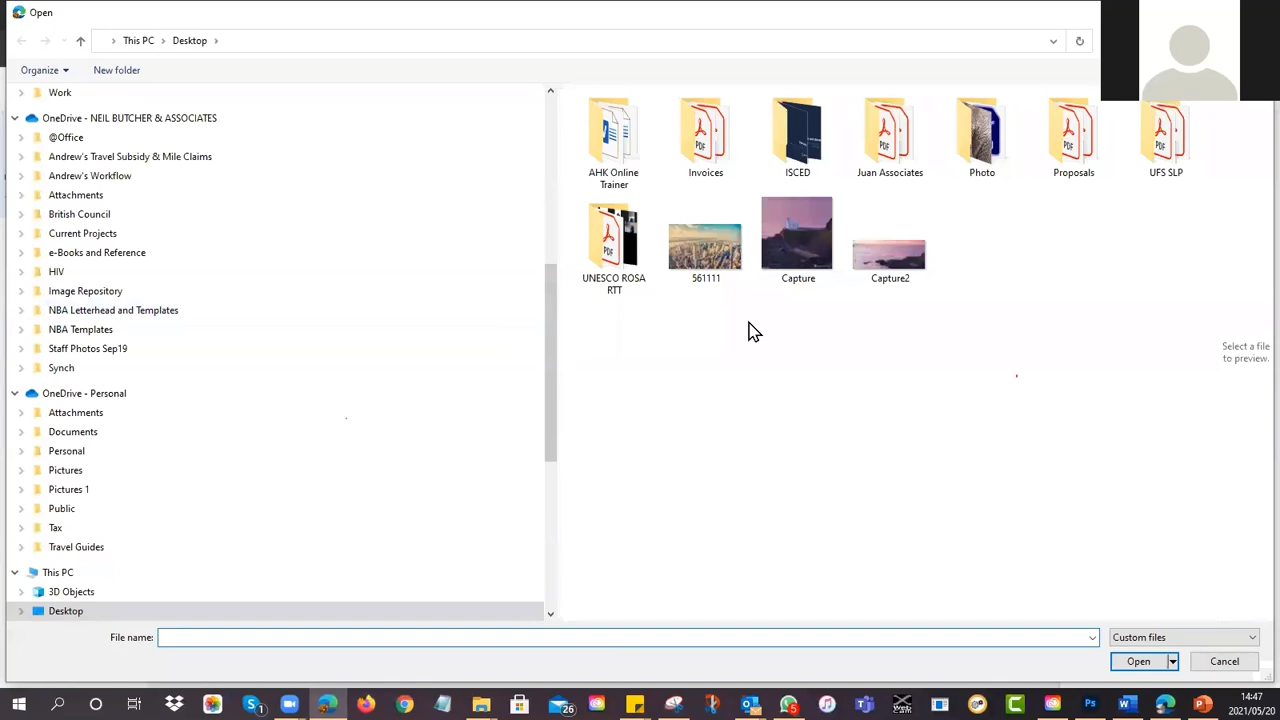 Open
This PC
Desktop
Organize
New folder
Work
OneDrive - NEIL BUTCHER & ASSOCIATES
@Office
Andrew's Travel Subsidy & Mile Claims
Andrew's Workflow
Attachments
British Council
Current Projects
e-Books and Reference
HIV
Image Repository
NBA Letterhead and Templates
NBA Templates
Staff Photos Sep19
Synch
OneDrive - Personal
Attachments
Documents
Personal
Pictures
Pictures 1
Public
Tax
Travel Guides
This PC
3D Objects
Desktop
AHK Online
Trainer
Invoices
ISCED
Juan Associates
Photo
Proposals
UFS SLP
UNESCO ROSA
RTT
561111
Capture
Capture2
Select a file
to preview.
File name:
Custom files
Open
Cancel
14:47
2021/05/20